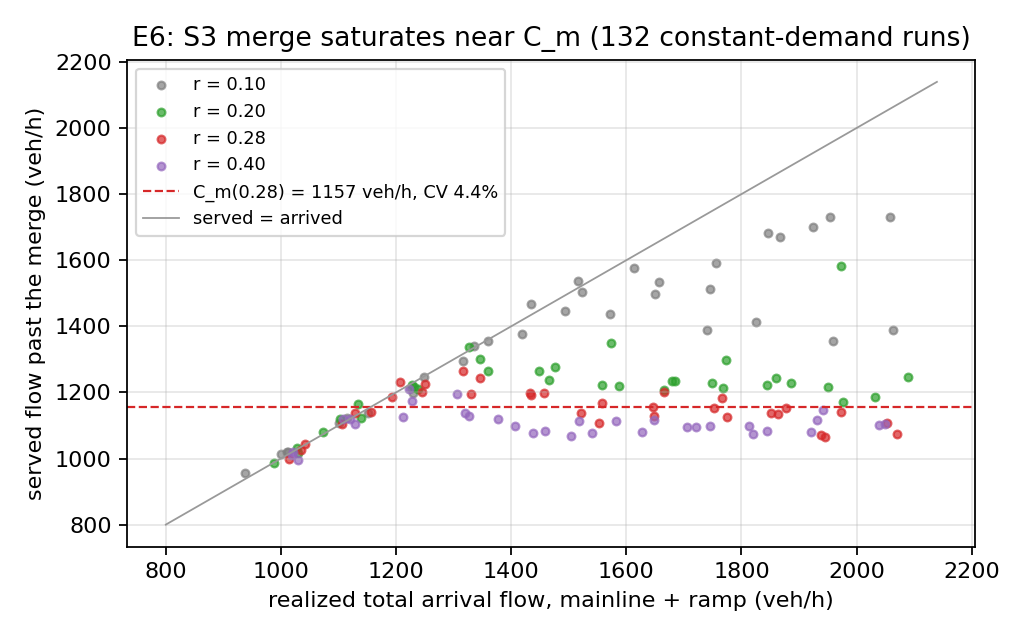 E6: S3 merge saturates near C_m (132 constant-demand runs)
served flow past the merge (veh/h)
2200
2000
1800
1600
1400
1200
1000
800
r = 0.10
r = 0.20
r = 0.28
r = 0.40
C_m(0.28) = 1157 veh/h, CV 4.4%
served = arrived
800 1000 1200 1400 1600 1800 2000 2200
realized total arrival flow, mainline + ramp (veh/h)